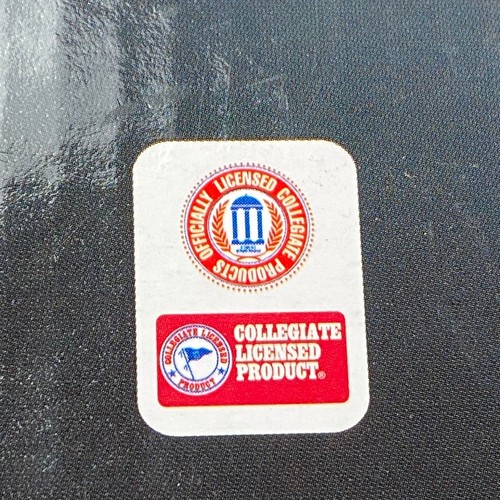 OFFICIALLY LICENSED COLLEGIATE PRODUCTS
COLLEGIATE LICENSED PRODUCT
COLLEGIATE
LICENSED
PRODUCT®